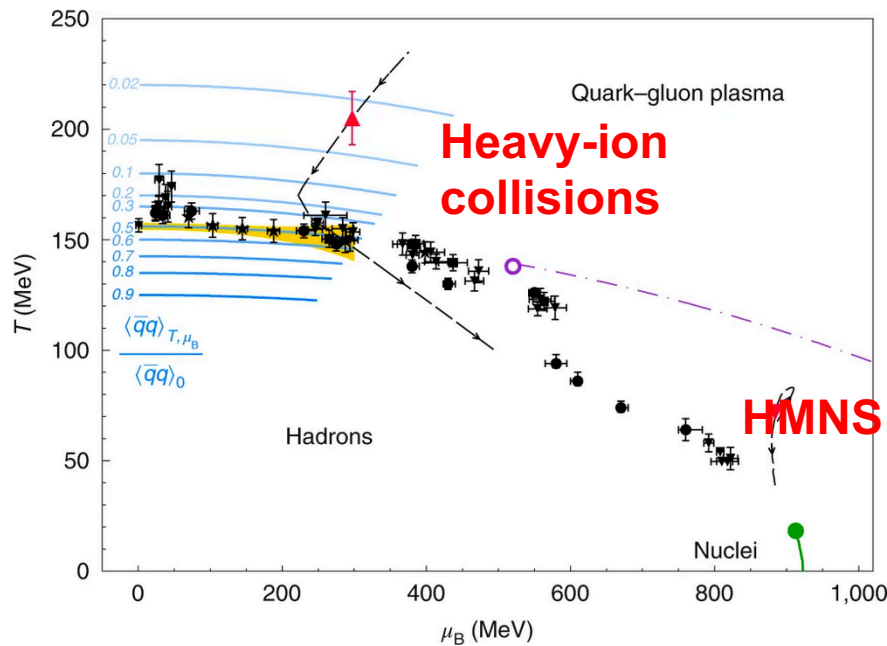 250
200
150
100
50
0
T (MeV)
0.02
0.05
0.1
0.2
0.3
0.5
0.6
0.7
0.8
0.9
⟨q̄q⟩T, μB
⟨q̄q⟩0
Quark–gluon plasma
Heavy-ion
collisions
HMNS
Hadrons
Nuclei
0 200 400 600 800 1,000
μB (MeV)